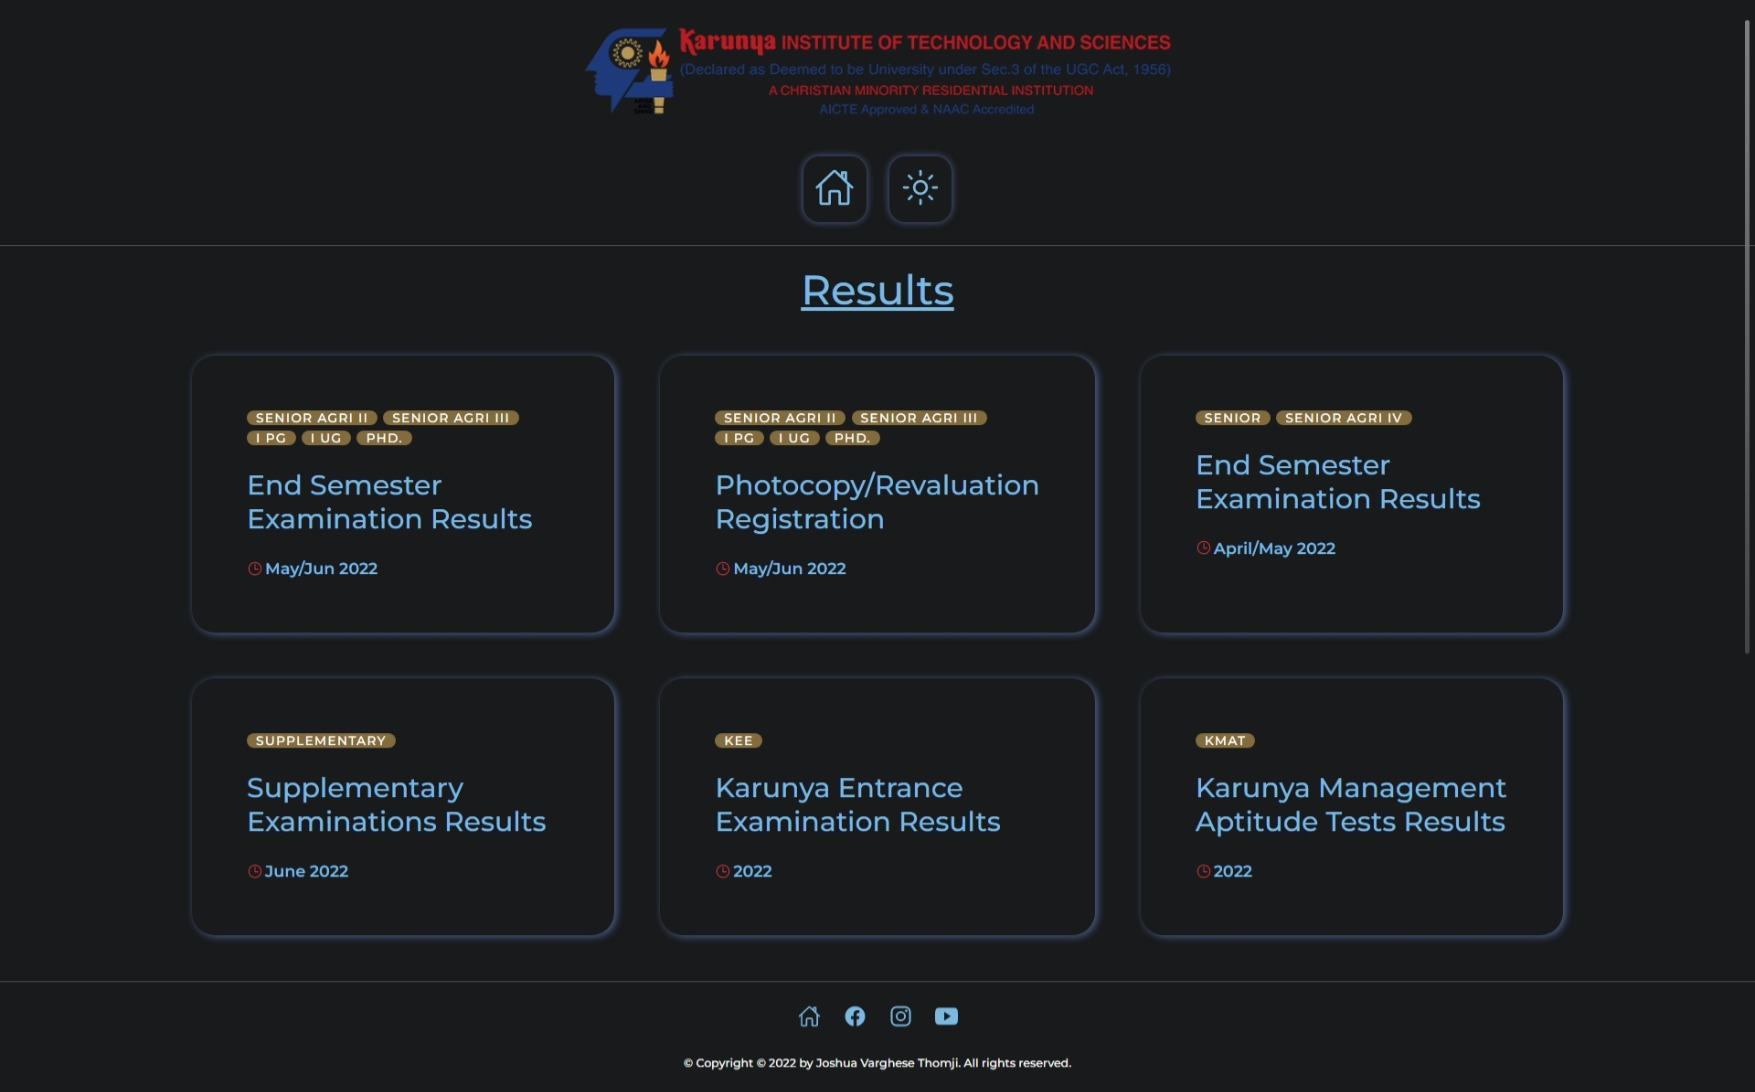 Karunya INSTITUTE OF TECHNOLOGY AND SCIENCES
(Declared as Deemed to be University under Sec.3 of the UGC Act, 1956)
A CHRISTIAN MINORITY RESIDENTIAL INSTITUTION
AICTE Approved & NAAC Accredited
Results
SENIOR AGRI II SENIOR AGRI III
I PG I UG PHD.
End Semester
Examination Results
May/Jun 2022
SENIOR AGRI II SENIOR AGRI III
I PG I UG PHD.
Photocopy/Revaluation
Registration
May/Jun 2022
SENIOR SENIOR AGRI IV
End Semester
Examination Results
April/May 2022
SUPPLEMENTARY
Supplementary
Examinations Results
June 2022
KEE
Karunya Entrance
Examination Results
2022
KMAT
Karunya Management
Aptitude Tests Results
2022
© Copyright © 2022 by Joshua Varghese Thomji. All rights reserved.